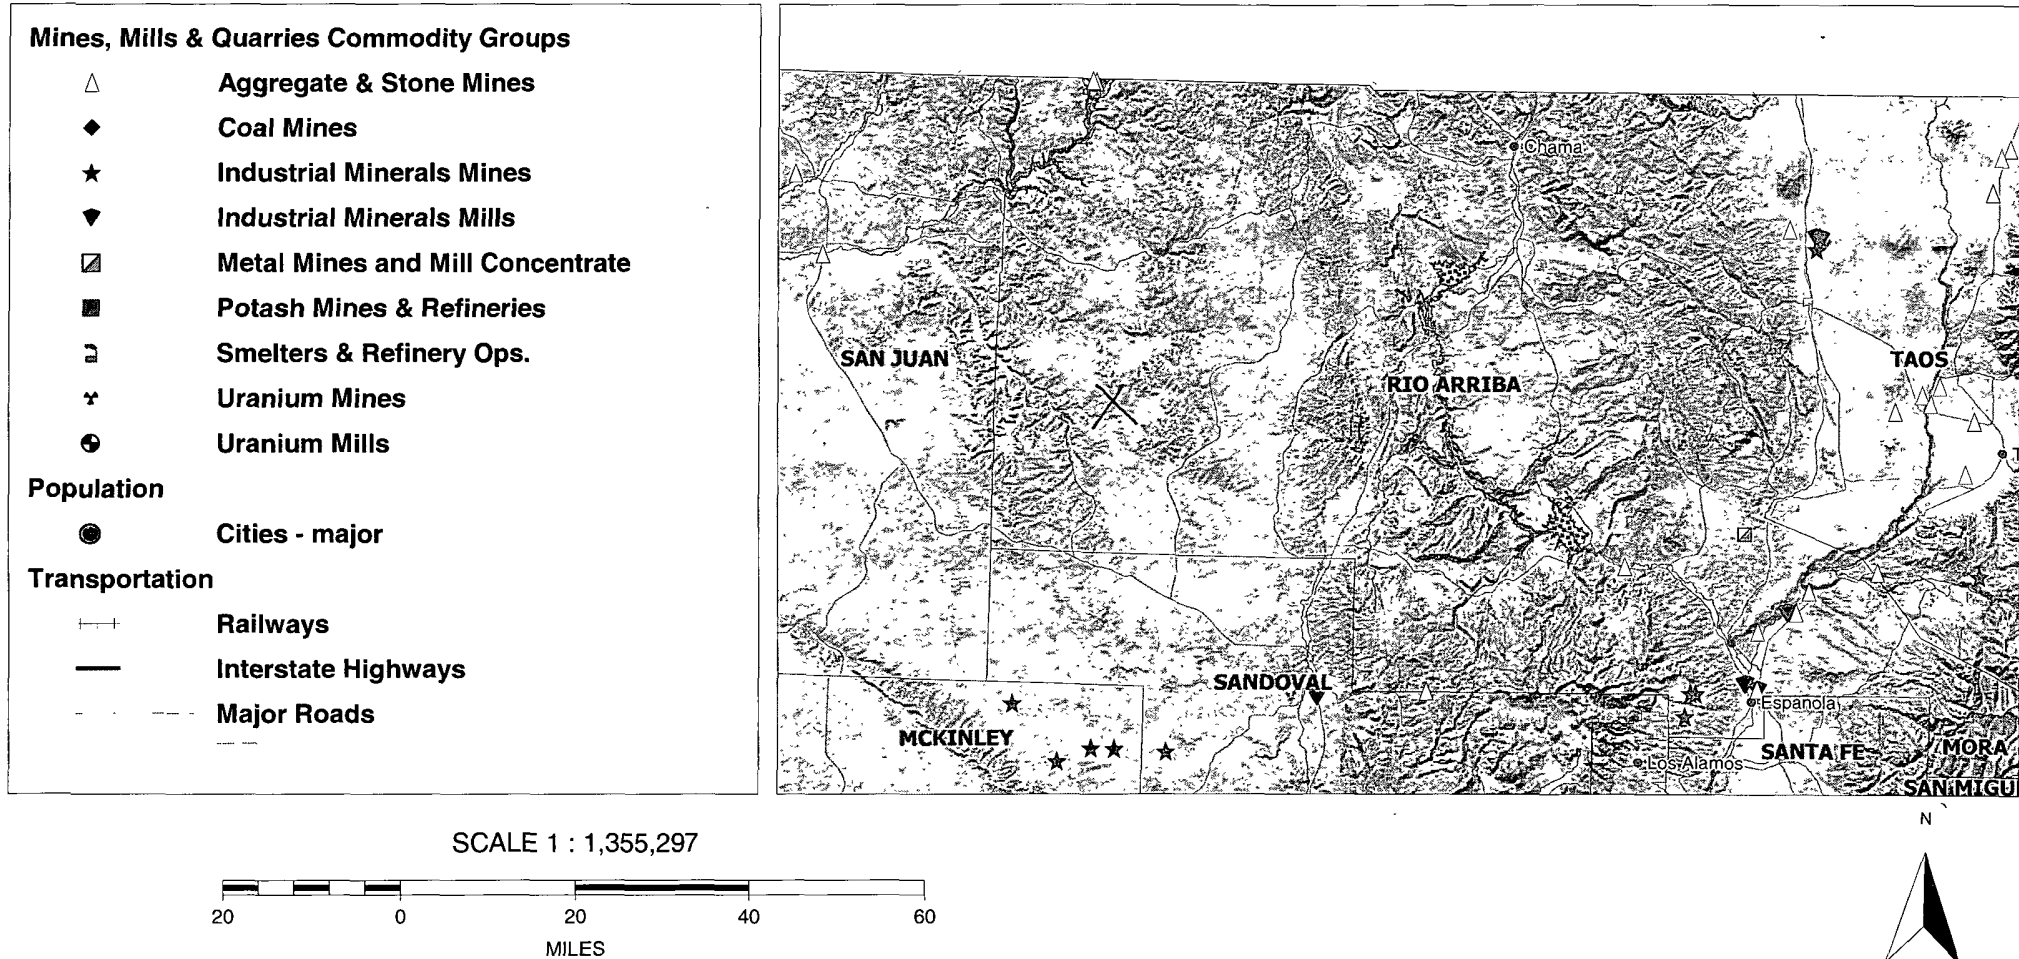 Mines, Mills & Quarries Commodity Groups
Aggregate & Stone Mines
Coal Mines
Industrial Minerals Mines
Industrial Minerals Mills
Metal Mines and Mill Concentrate
Potash Mines & Refineries
Smelters & Refinery Ops.
Uranium Mines
Uranium Mills
Population
Cities - major
Transportation
Railways
Interstate Highways
Major Roads
Chama
SAN JUAN
RIO ARRIBA
TAOS
T
SANDOVAL
MCKINLEY
Espanola
Los Alamos
SANTA FE
MORA
SAN MIGU
SCALE 1 : 1,355,297
20 0 20 40 60
MILES
N